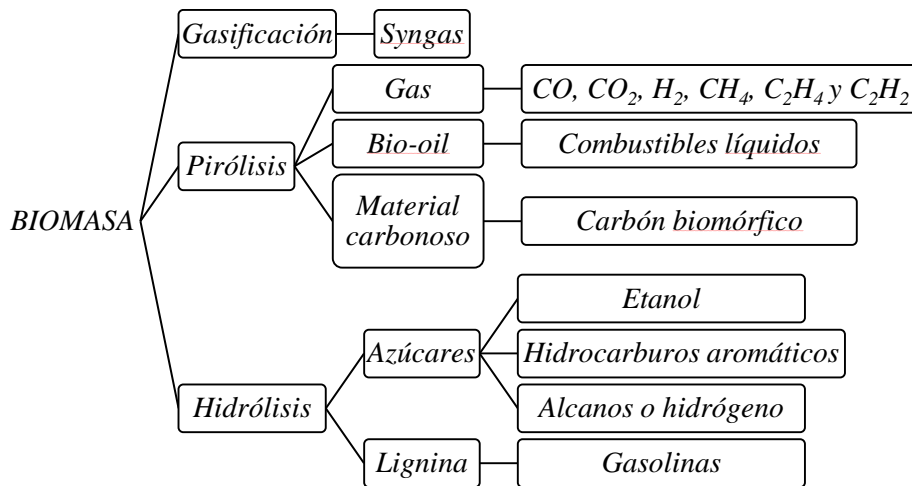 Gasificación
Syngas
Gas
CO, CO2, H2, CH4, C2H4 y C2H2
Pirólisis
Bio-oil
Combustibles líquidos
BIOMASA
Material
carbonoso
Carbón biomórfico
Etanol
Azúcares
Hidrocarburos aromáticos
Hidrólisis
Alcanos o hidrógeno
Lignina
Gasolinas